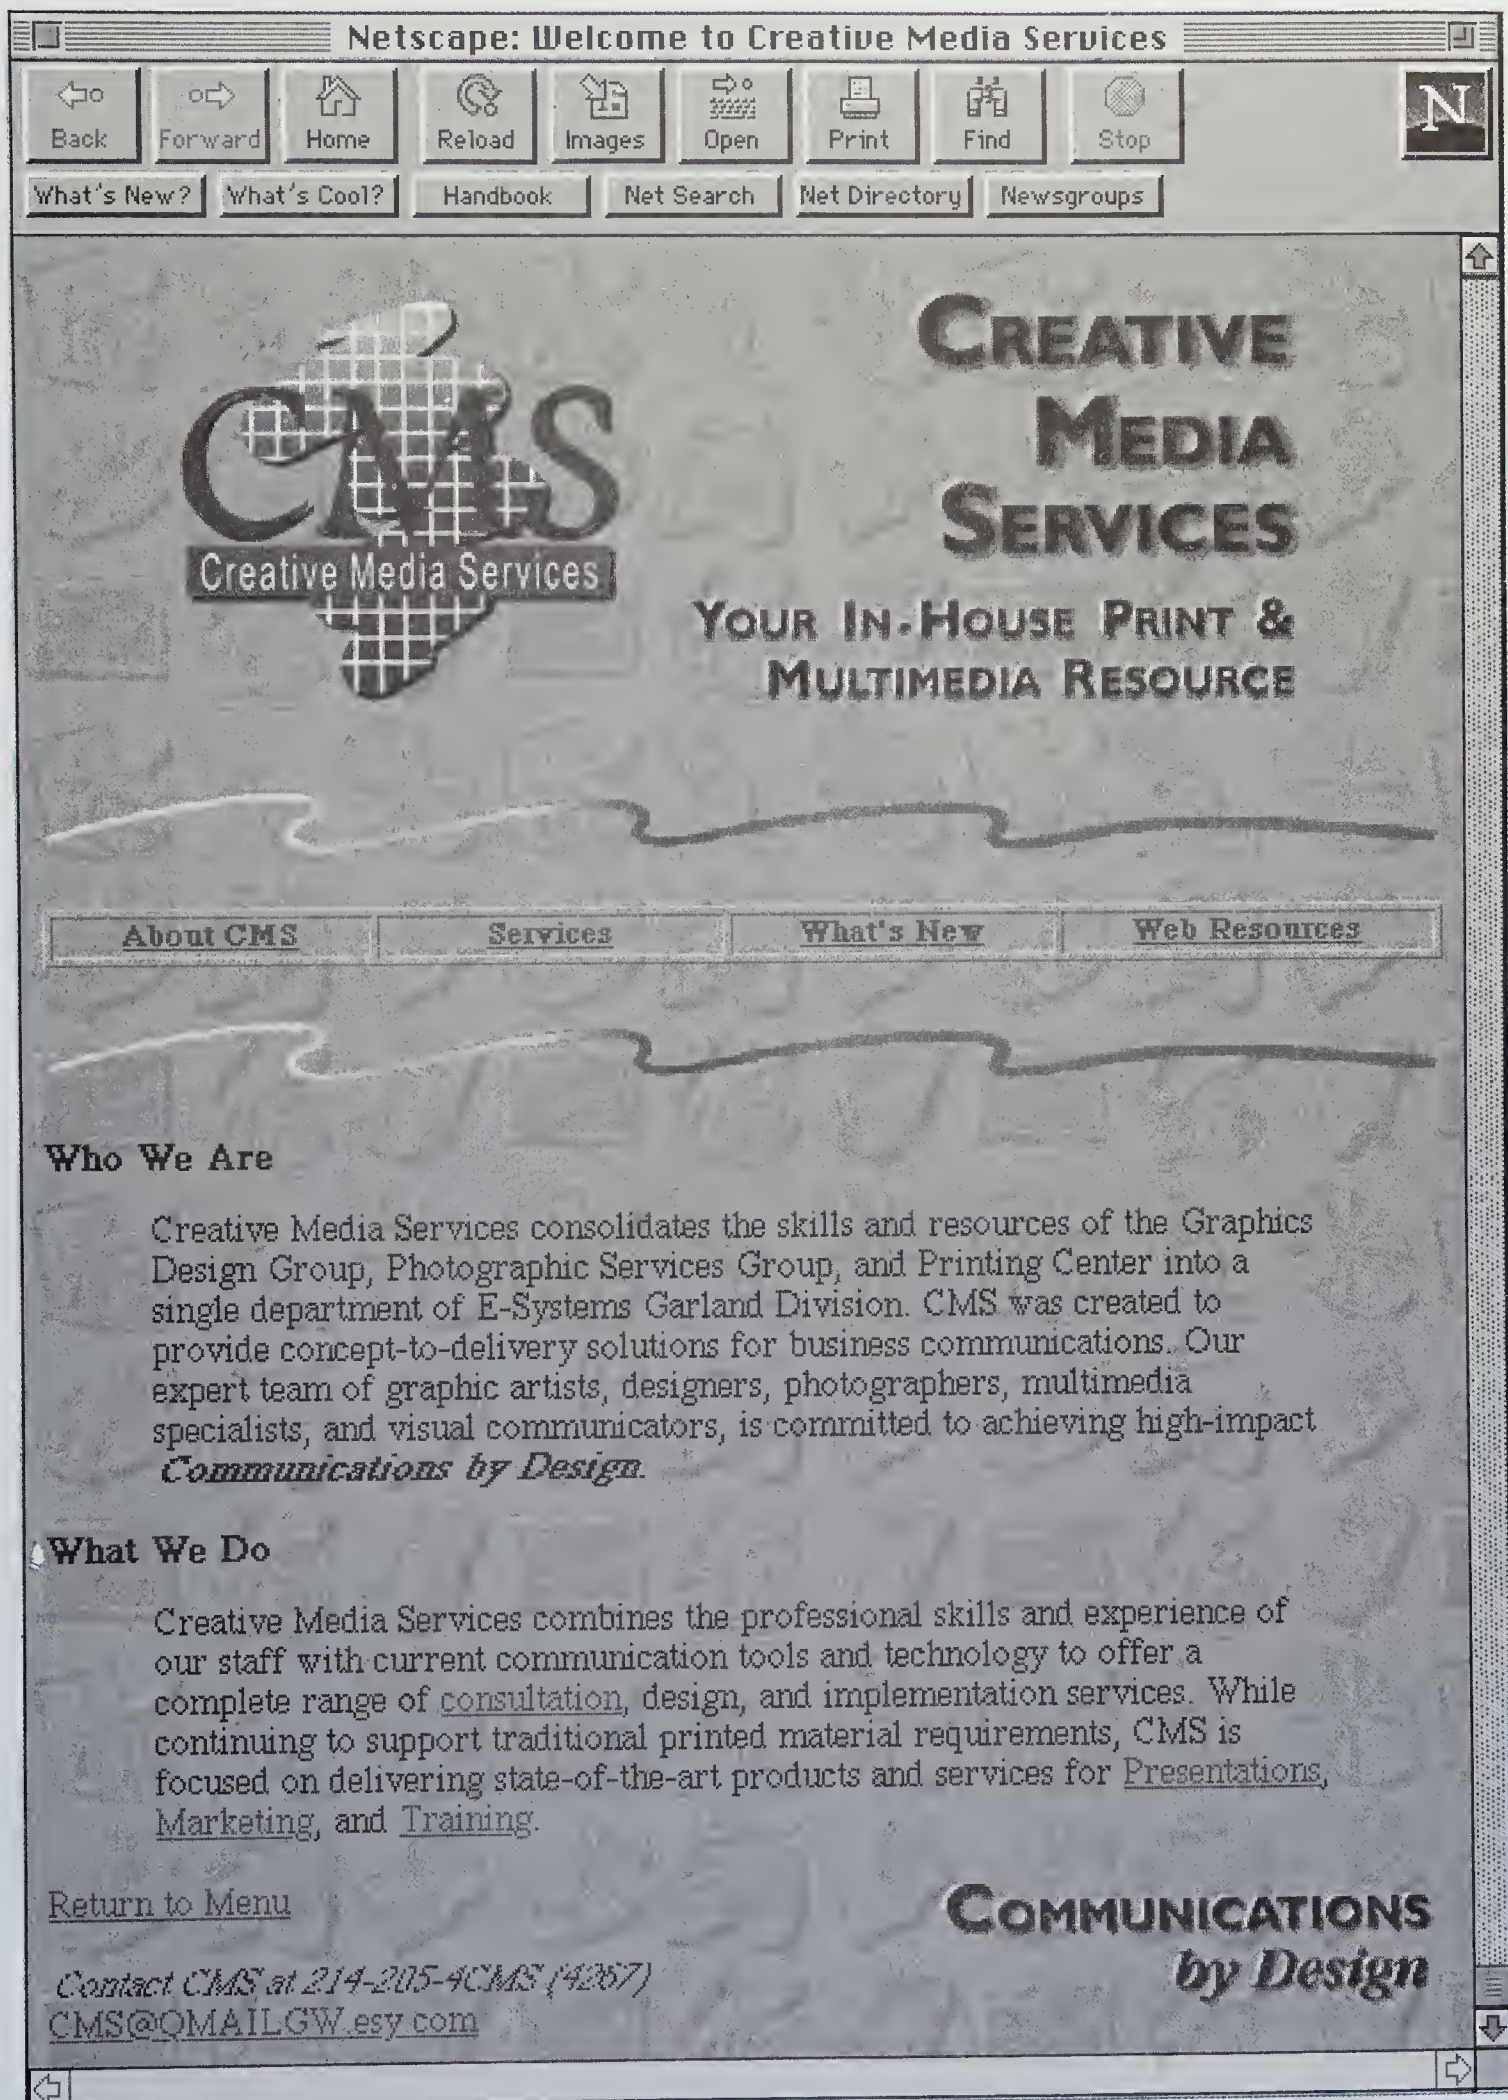 Netscape: Welcome to Creative Media Services
Back Forward Home Reload Images Open Print Find Stop
N
What's New? What's Cool? Handbook Net Search Net Directory Newsgroups
CMS
Creative Media Services
CREATIVE
MEDIA
SERVICES
YOUR IN-HOUSE PRINT &
MULTIMEDIA RESOURCE
About CMS Services What's New Web Resources
Who We Are
Creative Media Services consolidates the skills and resources of the Graphics
Design Group, Photographic Services Group, and Printing Center into a
single department of E-Systems Garland Division. CMS was created to
provide concept-to-delivery solutions for business communications. Our
expert team of graphic artists, designers, photographers, multimedia
specialists, and visual communicators, is committed to achieving high-impact
Communications by Design.
What We Do
Creative Media Services combines the professional skills and experience of
our staff with current communication tools and technology to offer a
complete range of consultation, design, and implementation services. While
continuing to support traditional printed material requirements, CMS is
focused on delivering state-of-the-art products and services for Presentations,
Marketing, and Training.
Return to Menu
COMMUNICATIONS
by Design
Contact CMS at 214-205-4CMS (4267)
CMS@QMAILGW.esy.com